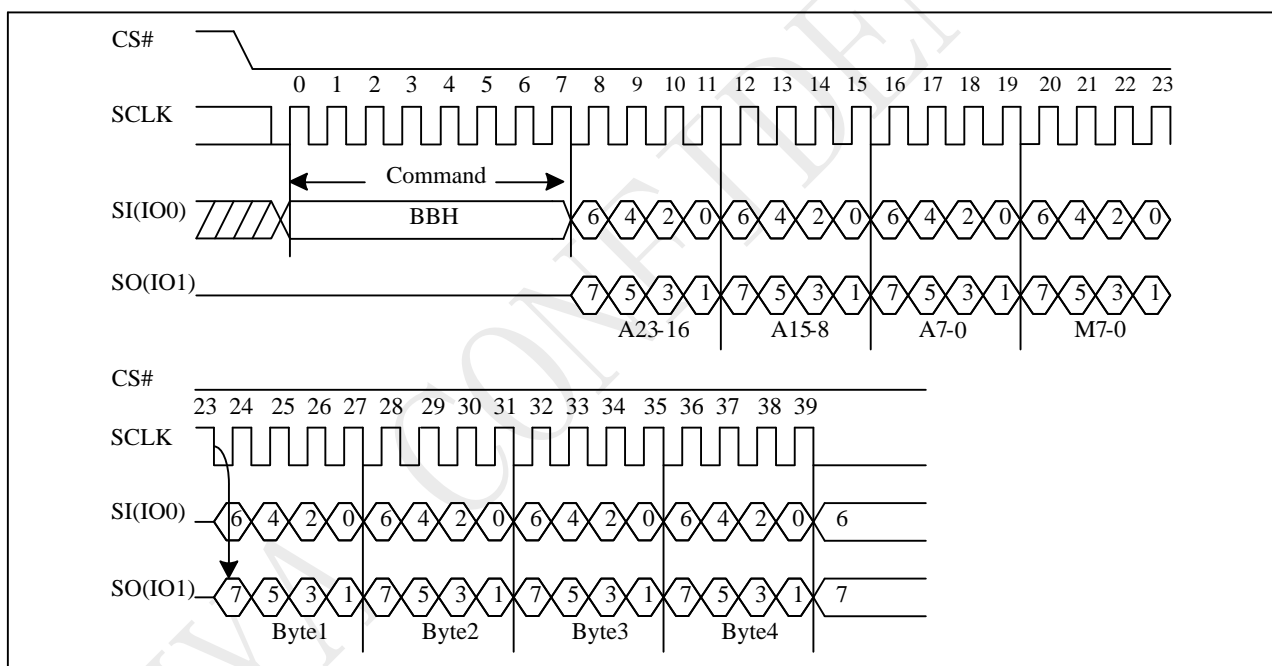 CS#
0 1 2 3 4 5 6 7 8 9 10 11 12 13 14 15 16 17 18 19 20 21 22 23
SCLK
Command
SI(IO0) BBH 6 4 2 0 6 4 2 0 6 4 2 0 6 4 2 0
SO(IO1) 7 5 3 1 7 5 3 1 7 5 3 1 7 5 3 1
A23-16 A15-8 A7-0 M7-0
CS#
23 24 25 26 27 28 29 30 31 32 33 34 35 36 37 38 39
SCLK
SI(IO0) 6 4 2 0 6 4 2 0 6 4 2 0 6 4 2 0 6
SO(IO1) 7 5 3 1 7 5 3 1 7 5 3 1 7 5 3 1 7
Byte1 Byte2 Byte3 Byte4